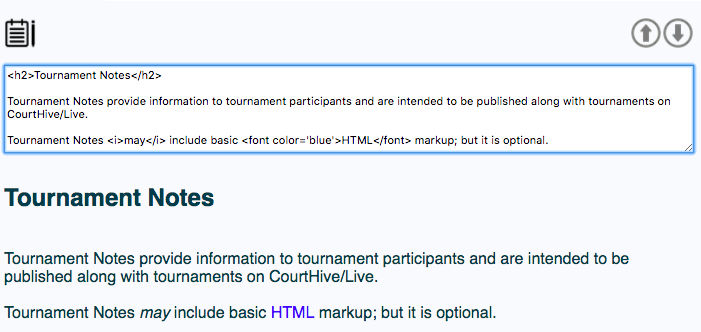 <h2>Tournament Notes</h2>
Tournament Notes provide information to tournament participants and are intended to be published along with tournaments on
CourtHive/Live.
Tournament Notes <i>may</i> include basic <font color='blue'>HTML</font> markup; but it is optional.
Tournament Notes
Tournament Notes provide information to tournament participants and are intended to be
published along with tournaments on CourtHive/Live.
Tournament Notes may include basic HTML markup; but it is optional.